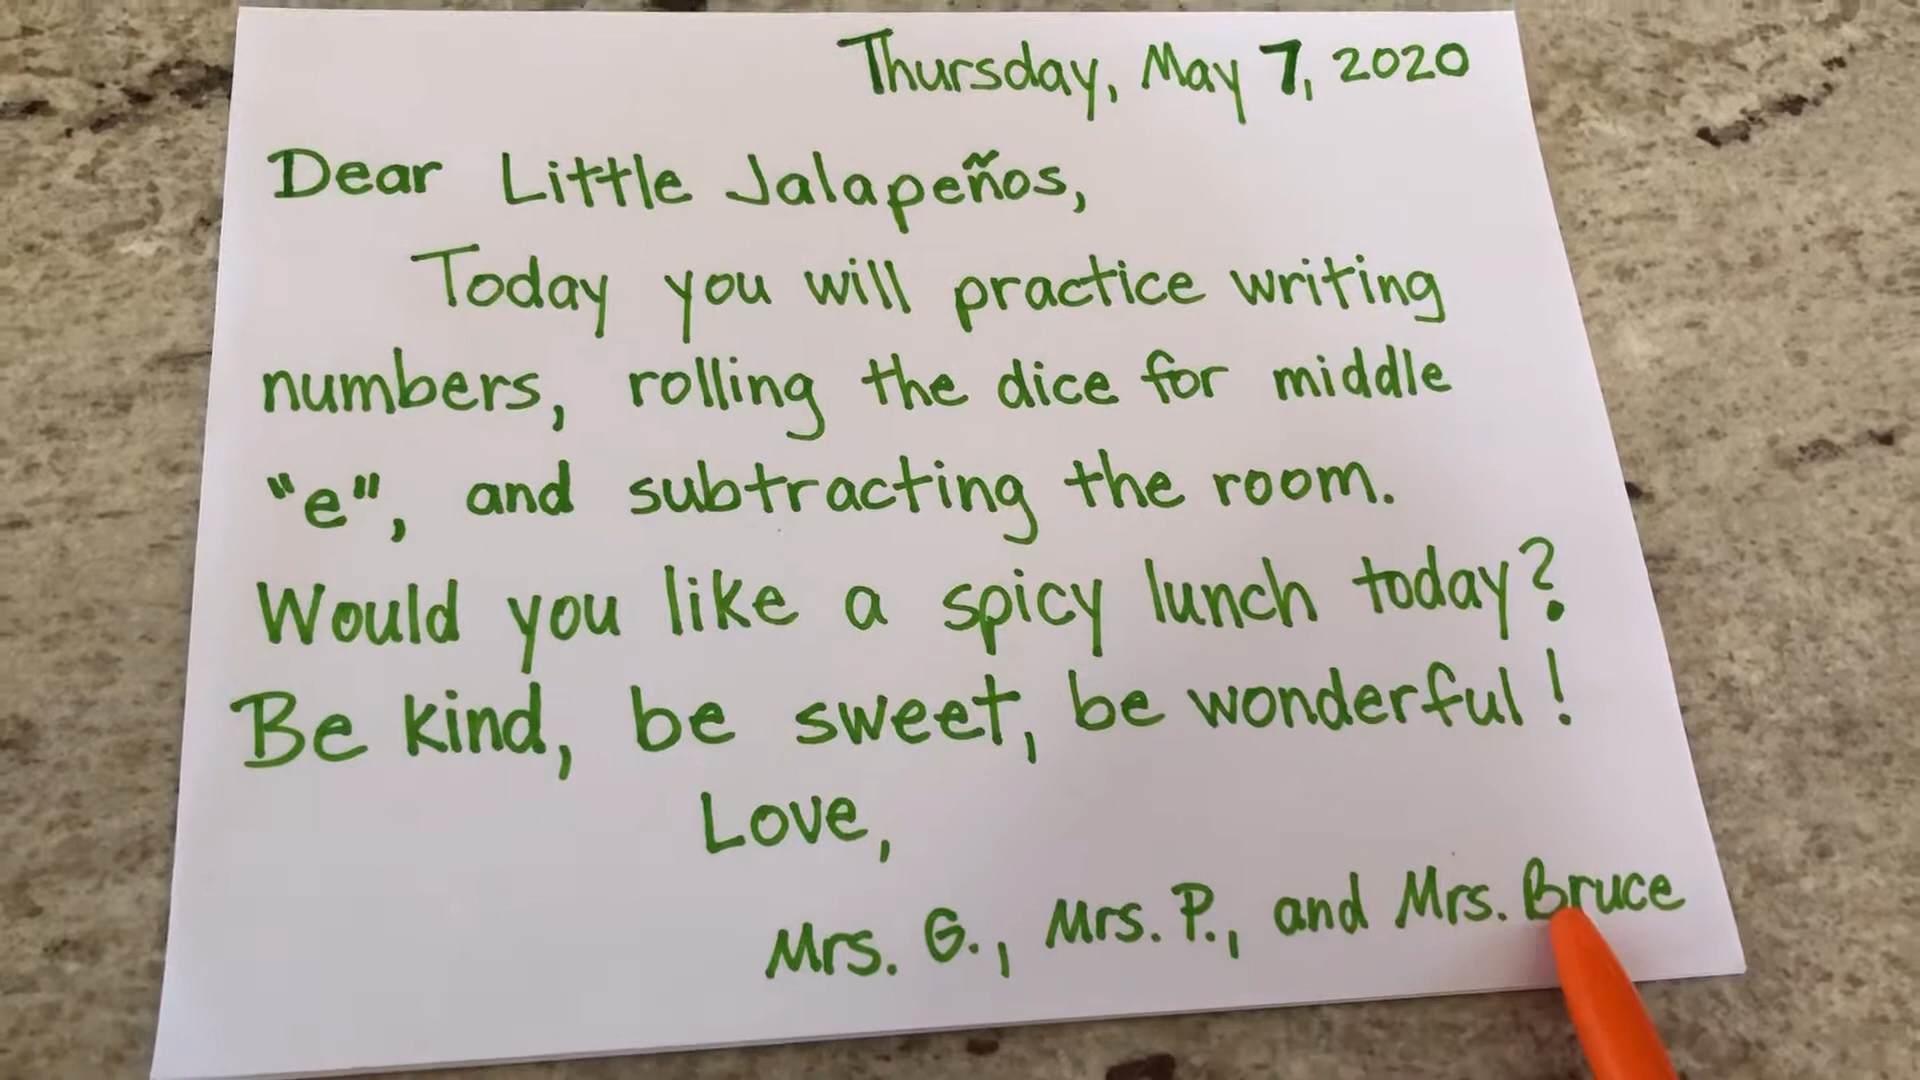 Thursday, May 7, 2020
Dear Little Jalapeños,
Today you will practice writing
numbers, rolling the dice for middle
"e", and subtracting the room.
Would you like a spicy lunch today?
Be kind, be sweet, be wonderful!
Love,
Mrs. G., Mrs. P., and Mrs. Bruce